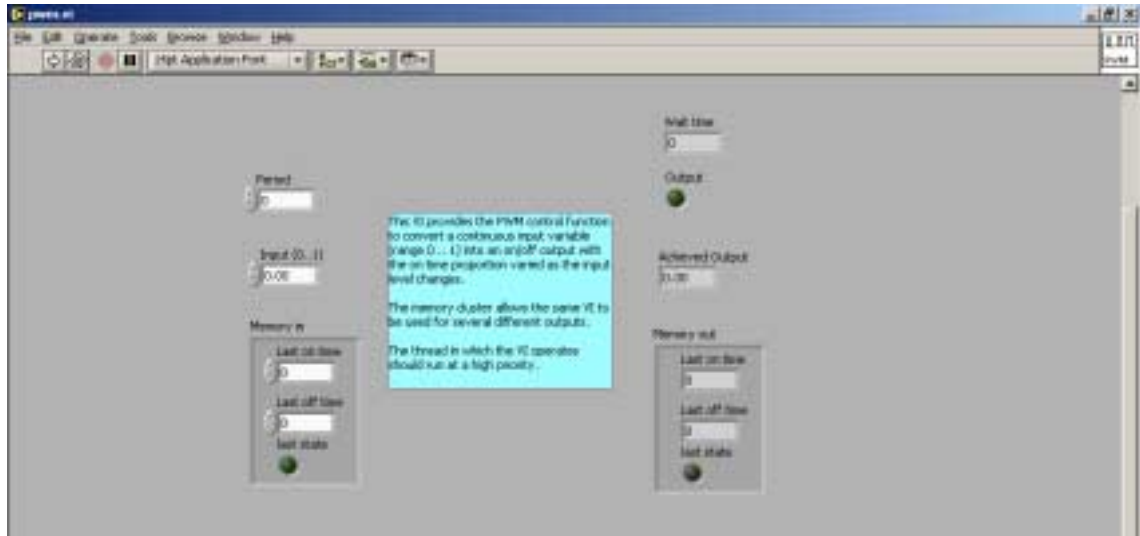 pwm.vi
File Edit Operate Tools Browse Window Help
13pt Application Font
PWM
Wait time
0
Period
0
Output
This VI provides the PWM control function
to convert a continuous input variable
(range 0 ... 1) into an on/off output with
the on time proportion varied as the input
level changes.
The memory cluster allows the same VI to
be used for several different outputs.
The thread in which the VI operates
should run at a high priority.
Input (0..1)
0.00
Achieved Output
0.00
Memory in
Last on time
0
Last off time
0
last state
Memory out
Last on time
0
Last off time
0
last state